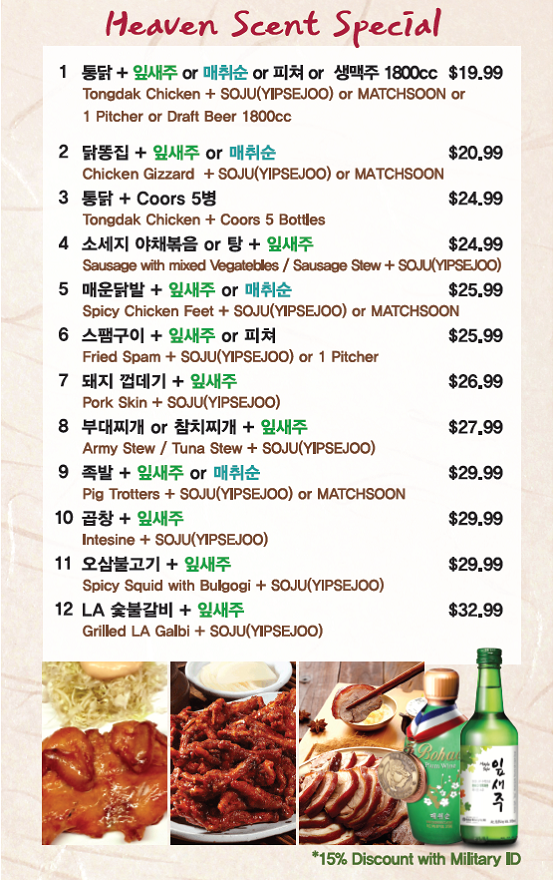 Heaven Scent Special
1 통닭 + 잎새주 or 매취순 or 피쳐 or 생맥주 1800cc $19.99
Tongdak Chicken + SOJU(YIPSEJOO) or MATCHSOON or
1 Pitcher or Draft Beer 1800cc
2 닭똥집 + 잎새주 or 매취순 $20.99
Chicken Gizzard + SOJU(YIPSEJOO) or MATCHSOON
3 통닭 + Coors 5병 $24.99
Tongdak Chicken + Coors 5 Bottles
4 소세지 야채볶음 or 탕 + 잎새주 $24.99
Sausage with mixed Vegatebles / Sausage Stew + SOJU(YIPSEJOO)
5 매운닭발 + 잎새주 or 매취순 $25.99
Spicy Chicken Feet + SOJU(YIPSEJOO) or MATCHSOON
6 스팸구이 + 잎새주 or 피쳐 $25.99
Fried Spam + SOJU(YIPSEJOO) or 1 Pitcher
7 돼지 껍데기 + 잎새주 $26.99
Pork Skin + SOJU(YIPSEJOO)
8 부대찌개 or 참치찌개 + 잎새주 $27.99
Army Stew / Tuna Stew + SOJU(YIPSEJOO)
9 족발 + 잎새주 or 매취순 $29.99
Pig Trotters + SOJU(YIPSEJOO) or MATCHSOON
10 곱창 + 잎새주 $29.99
Intesine + SOJU(YIPSEJOO)
11 오삼불고기 + 잎새주 $29.99
Spicy Squid with Bulgogi + SOJU(YIPSEJOO)
12 LA 숯불갈비 + 잎새주 $32.99
Grilled LA Galbi + SOJU(YIPSEJOO)
Bohae
매취순
잎새주
*15% Discount with Military ID